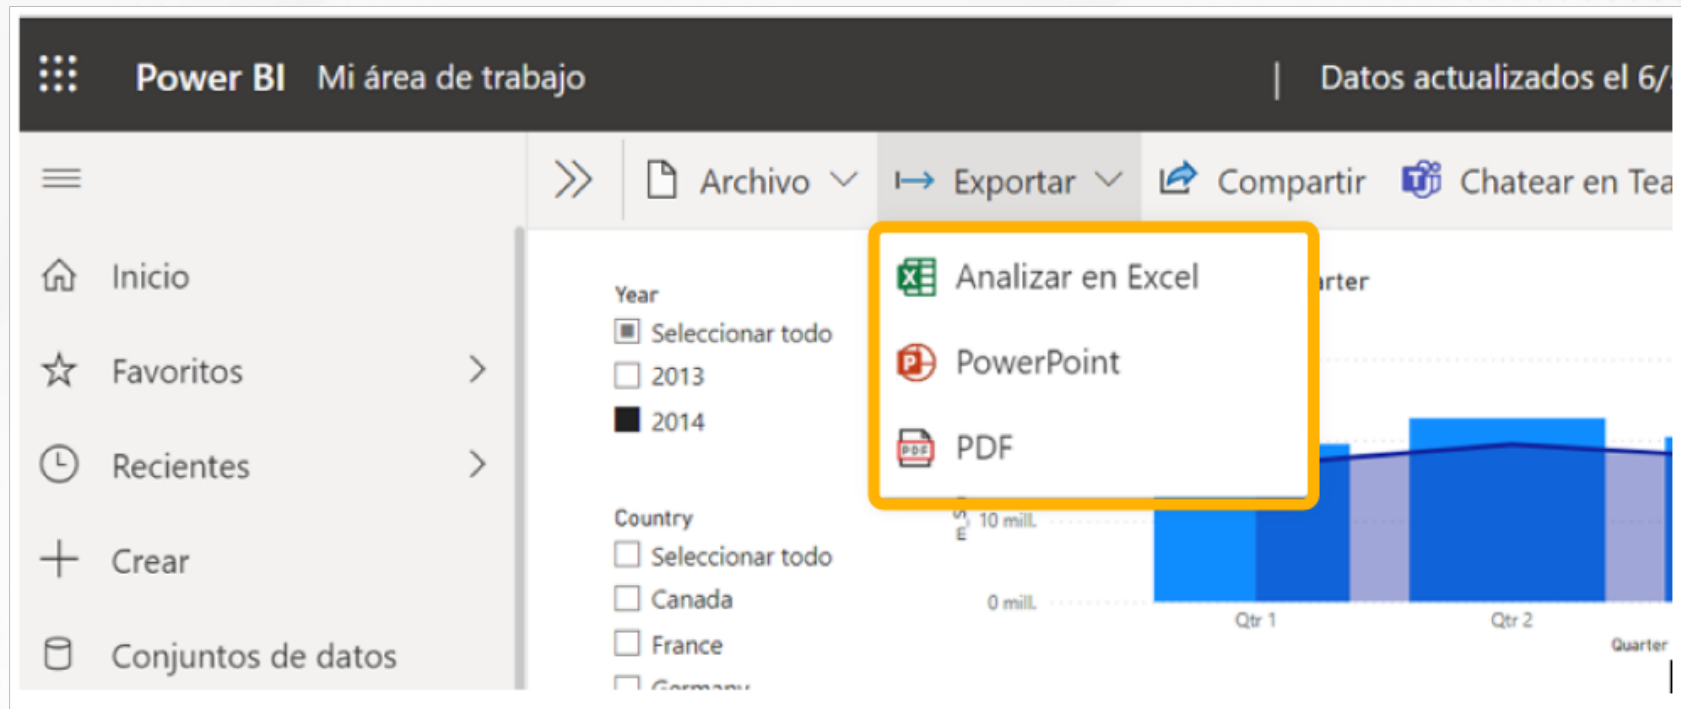 Power BI Mi área de trabajo
Datos actualizados el 6/
Archivo
Exportar
Compartir
Chatear en Tea
Inicio
Favoritos
Recientes
Crear
Conjuntos de datos
Analizar en Excel
PowerPoint
PDF
Year
Seleccionar todo
2013
2014
Country
Seleccionar todo
Canada
France
Germany
arter
10 mill.
0 mill.
Qtr 1
Qtr 2
Quarter